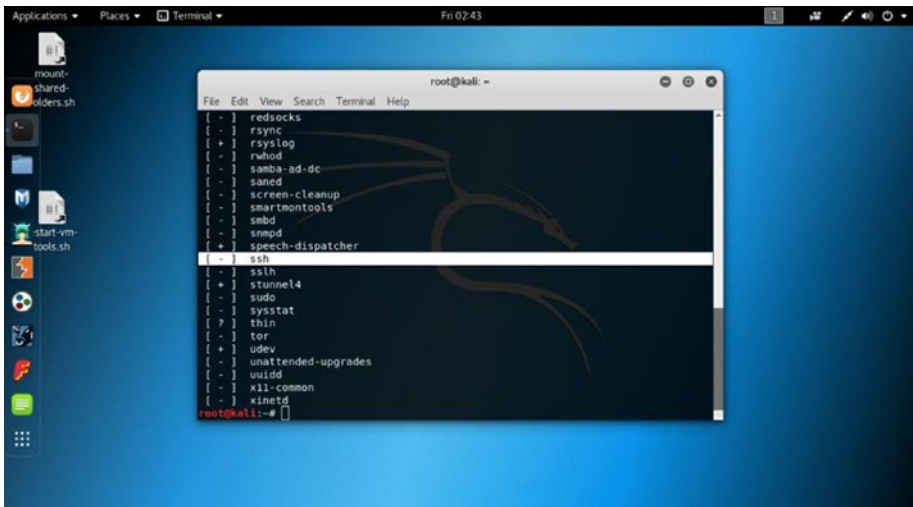 Applications Places Terminal Fri 02:43 1
mount-
shared-
olders.sh
start-vm-
tools.sh
root@kali: ~
File Edit View Search Terminal Help
[ - ] redsocks
[ - ] rsync
[ + ] rsyslog
[ - ] rwhod
[ - ] samba-ad-dc
[ - ] saned
[ - ] screen-cleanup
[ - ] smartmontools
[ - ] smbd
[ - ] snmpd
[ + ] speech-dispatcher
[ - ] ssh
[ - ] sslh
[ + ] stunnel4
[ - ] sudo
[ - ] sysstat
[ ? ] thin
[ - ] tor
[ + ] udev
[ - ] unattended-upgrades
[ - ] uuidd
[ - ] x11-common
[ - ] xinetd
root@kali:~#